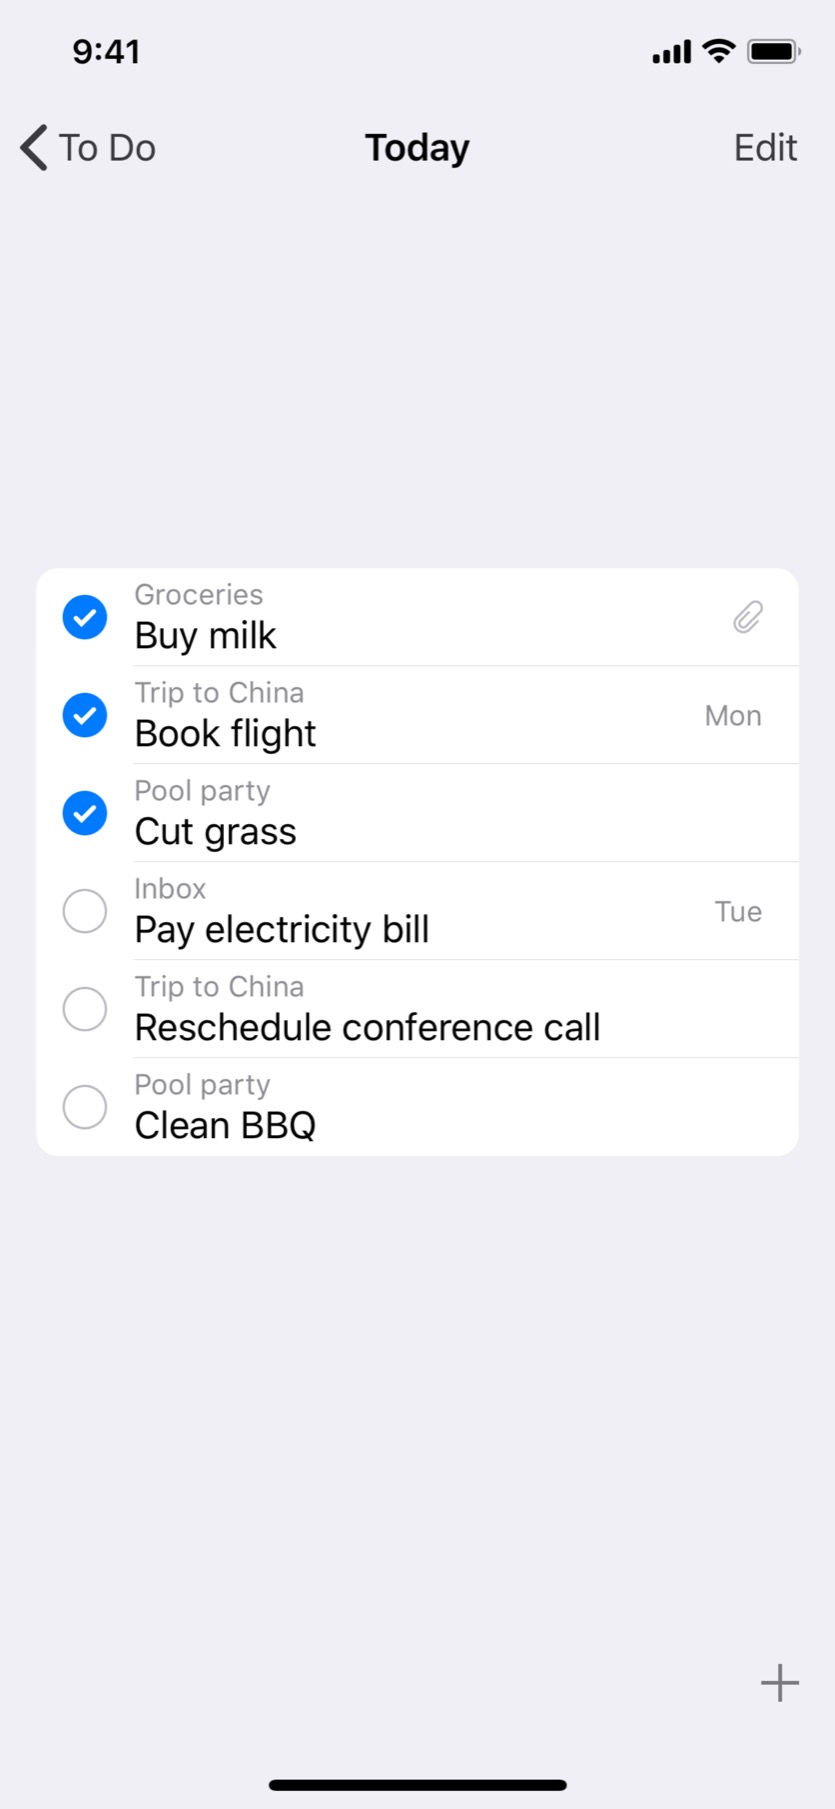 9:41
To Do
Today
Edit
Groceries
Buy milk
Trip to China
Book flight
Mon
Pool party
Cut grass
Inbox
Pay electricity bill
Tue
Trip to China
Reschedule conference call
Pool party
Clean BBQ